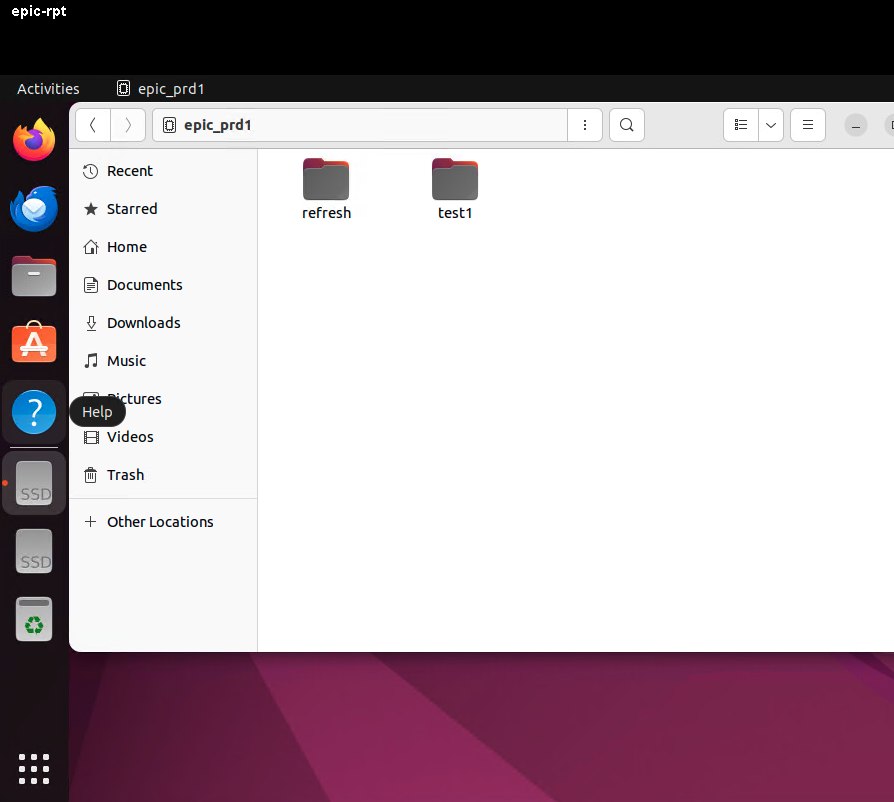 epic-rpt
Activities epic_prd1
epic_prd1
Recent
Starred
Home
Documents
Downloads
Music
Pictures
Videos
Trash
Other Locations
refresh test1
Help
SSD
SSD